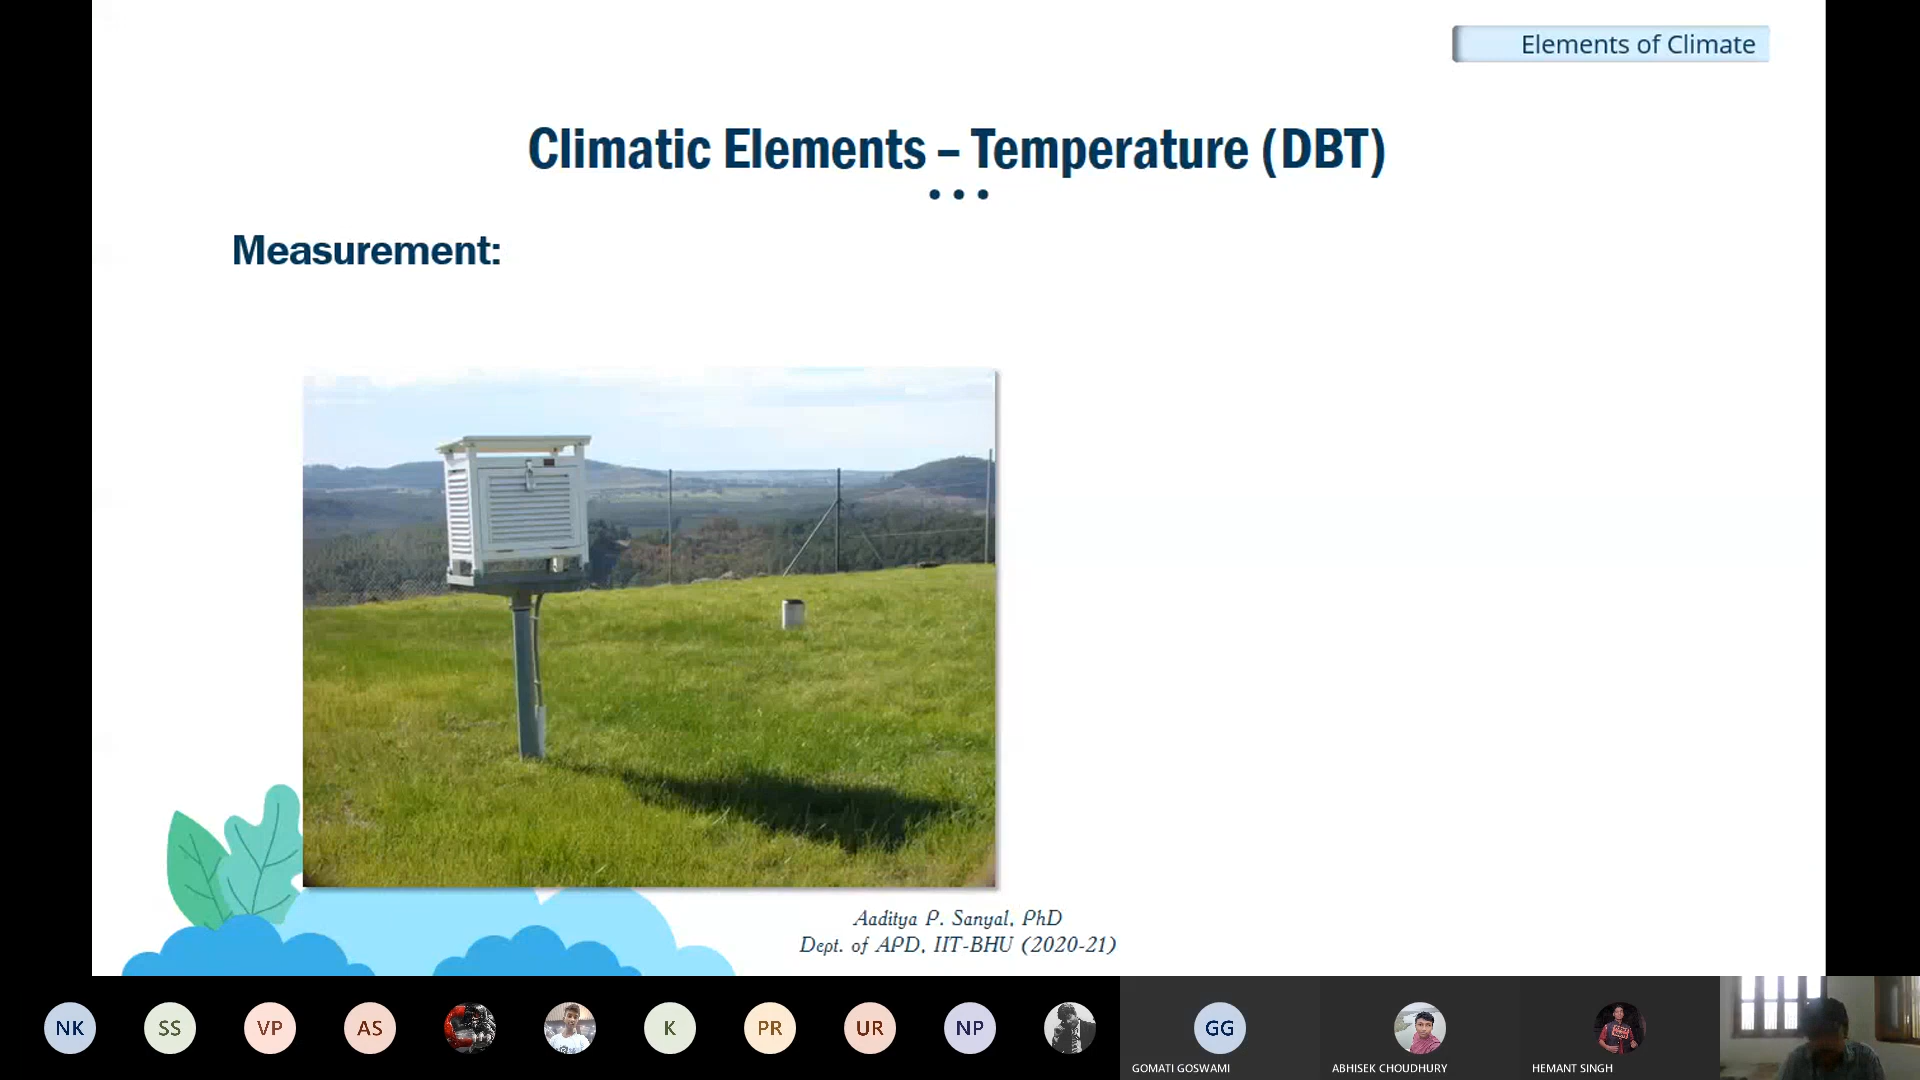 Elements of Climate
Climatic Elements – Temperature (DBT)
Measurement:
Aaditya P. Sanyal, PhD
Dept. of APD, IIT-BHU (2020-21)
NK
SS
VP
AS
K
PR
UR
NP
GG
GOMATI GOSWAMI
ABHISEK CHOUDHURY
HEMANT SINGH